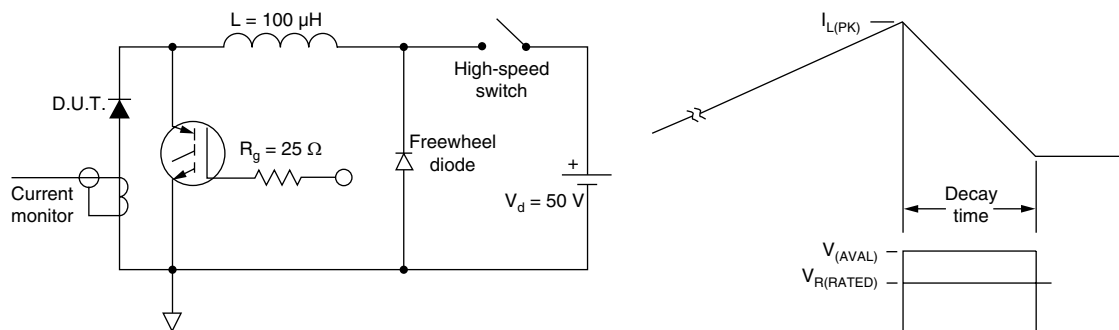 L = 100 μH
D.U.T.
High-speed
switch
R_g = 25 Ω
Freewheel
diode
+
Current
monitor
V_d = 50 V
I_L(PK)
Decay
time
V_(AVAL)
V_R(RATED)